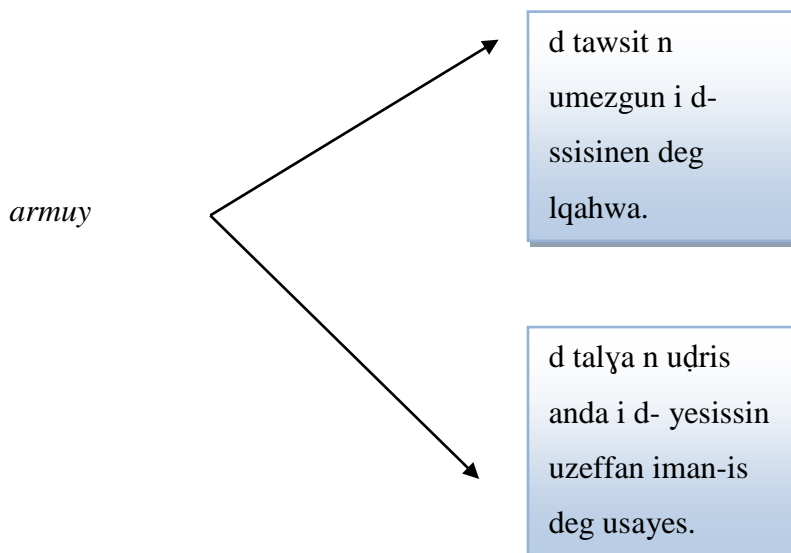 armuy
d tawsit n
umezgun i d-
ssisinen deg
lqahwa.
d talɣa n uḍris
anda i d- yesissin
uzeffan iman-is
deg usayes.